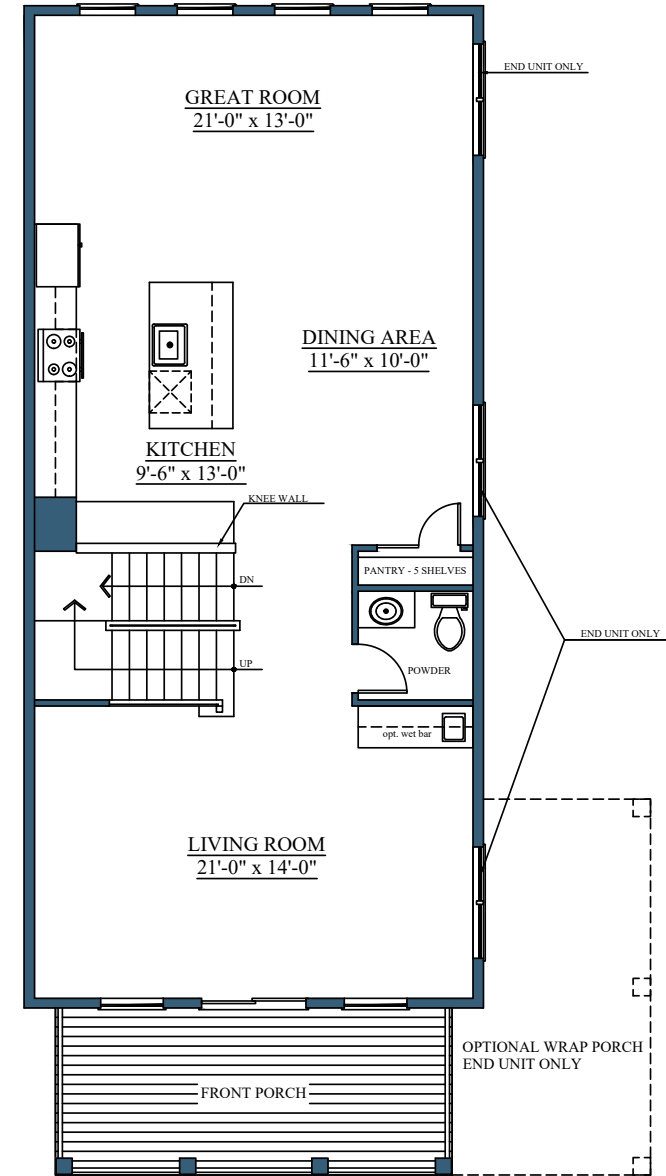 END UNIT ONLY
GREAT ROOM
21'-0" x 13'-0"
DINING AREA
11'-6" x 10'-0"
KITCHEN
9'-6" x 13'-0"
KNEE WALL
PANTRY - 5 SHELVES
DN
END UNIT ONLY
UP
POWDER
opt. wet bar
LIVING ROOM
21'-0" x 14'-0"
OPTIONAL WRAP PORCH
END UNIT ONLY
FRONT PORCH